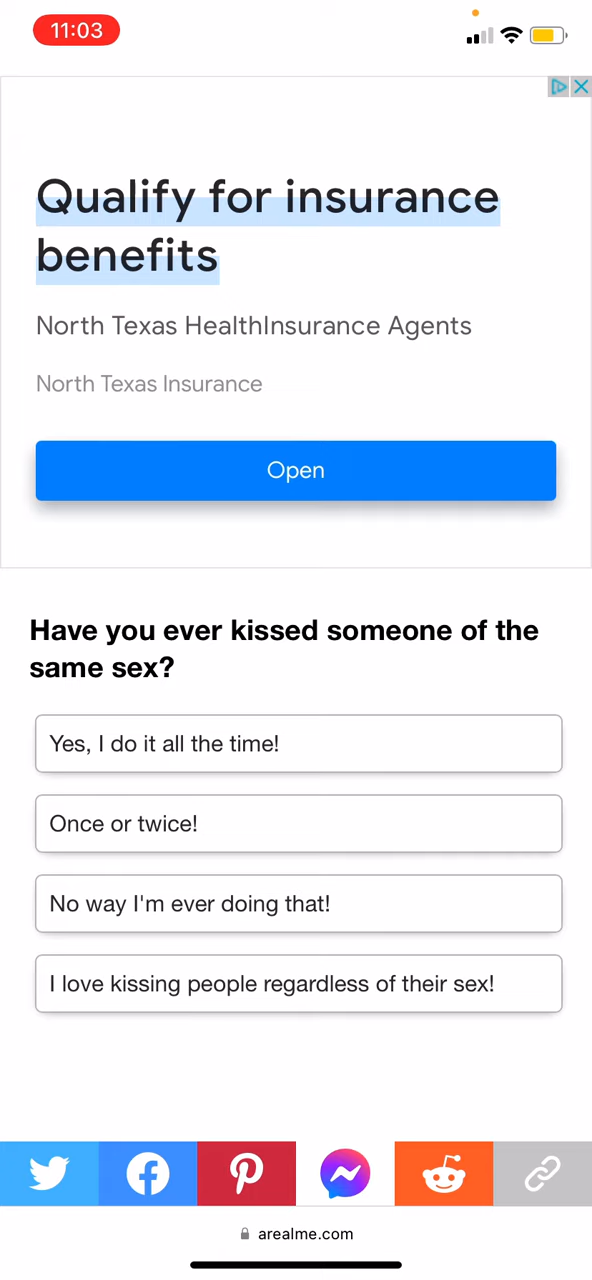 11:03
Qualify for insurance
benefits
North Texas HealthInsurance Agents
North Texas Insurance
Open
Have you ever kissed someone of the
same sex?
Yes, I do it all the time!
Once or twice!
No way I'm ever doing that!
I love kissing people regardless of their sex!
arealme.com